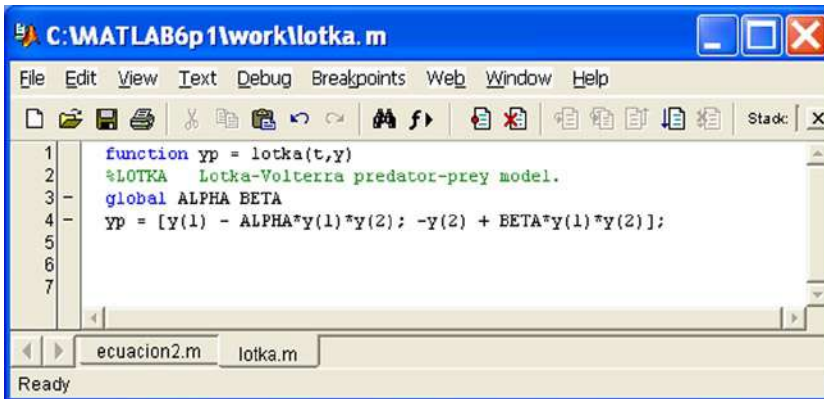 C:\MATLAB6p1\work\lotka.m
File Edit View Text Debug Breakpoints Web Window Help
Stack:
1 function yp = lotka(t,y)
2 %LOTKA Lotka-Volterra predator-prey model.
3 - global ALPHA BETA
4 - yp = [y(1) - ALPHA*y(1)*y(2); -y(2) + BETA*y(1)*y(2)];
5
6
7
ecuacion2.m lotka.m
Ready